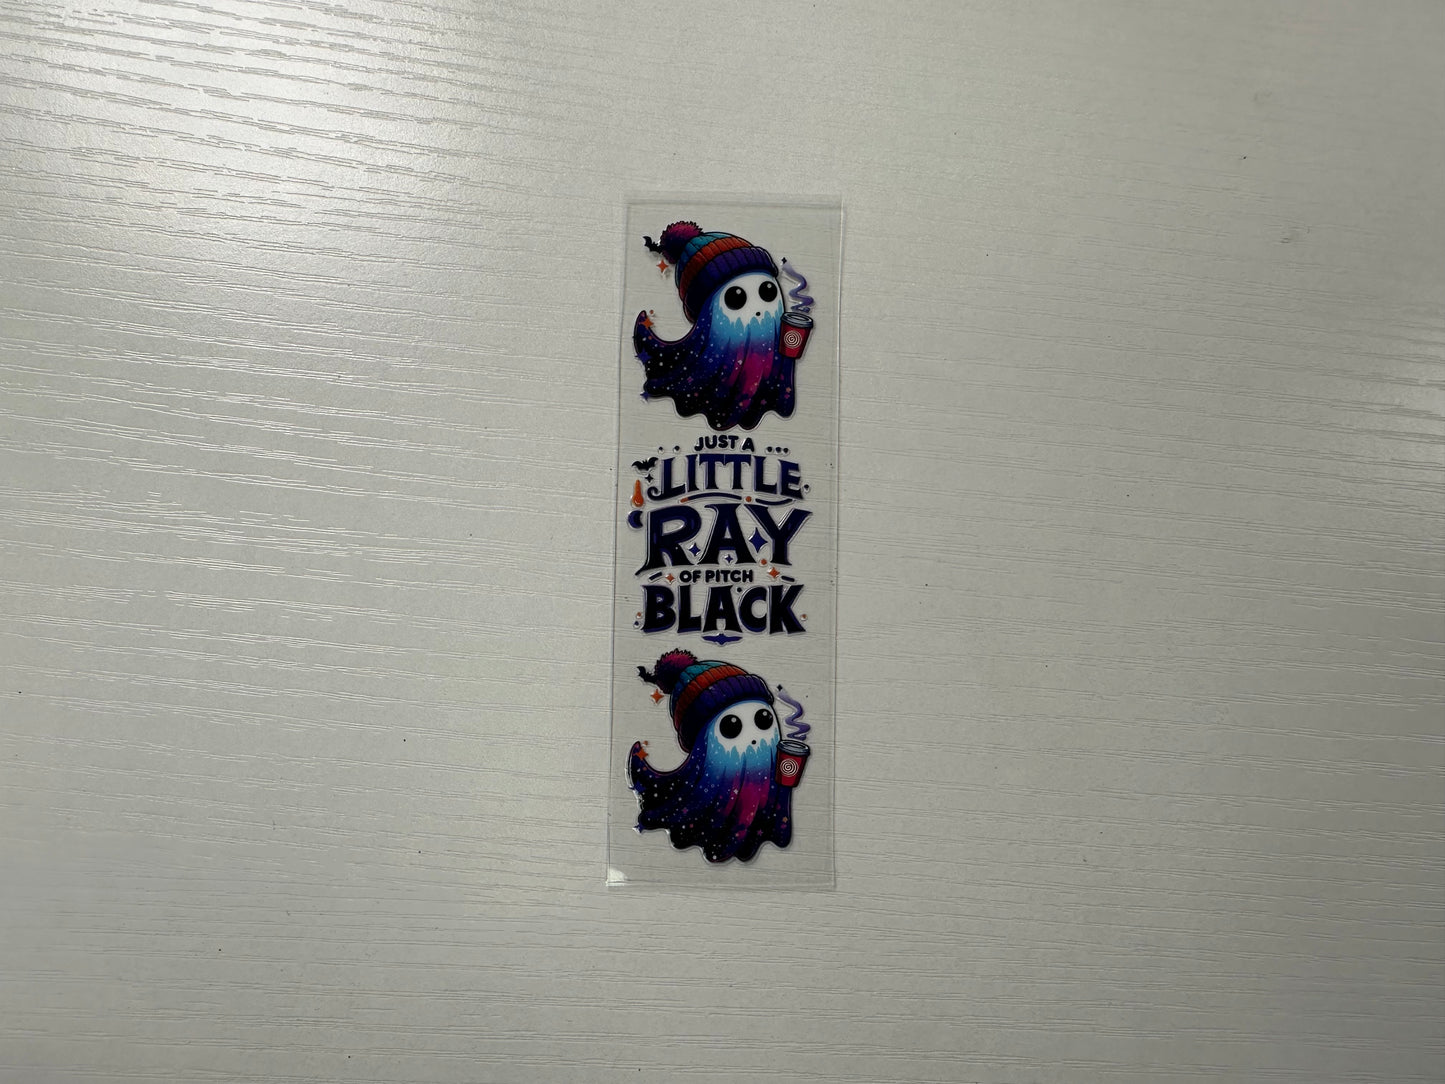 JUST A
LITTLE
RAY
OF PITCH
BLACK